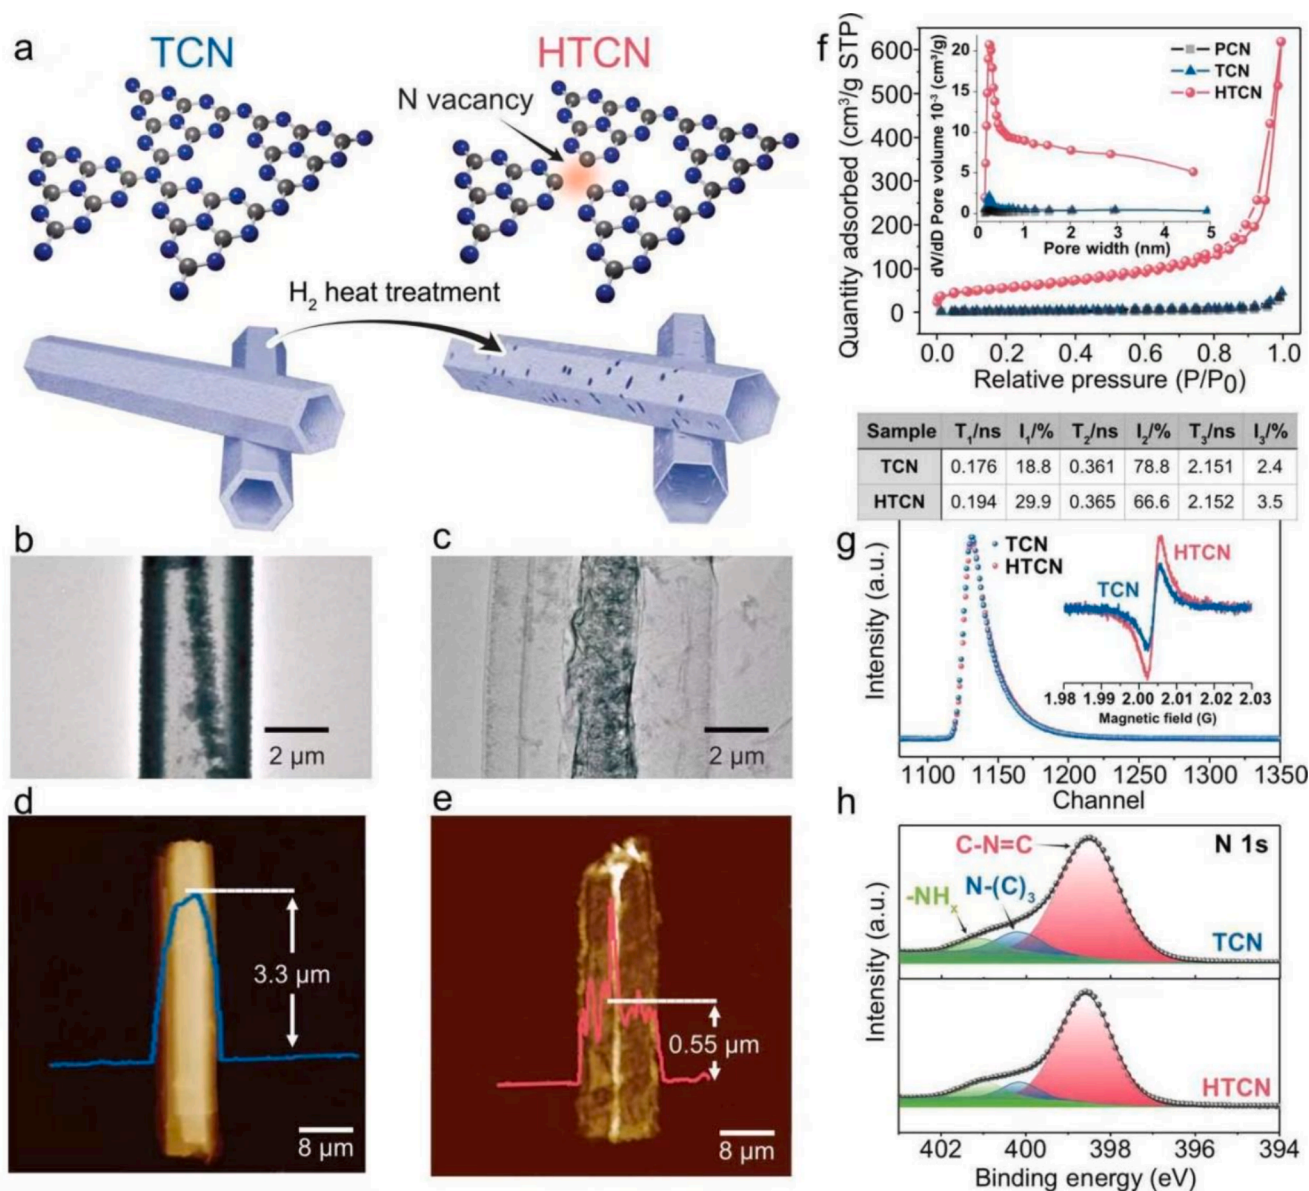 a
TCN
HTCN
N vacancy
H2 heat treatment
b
2 µm
c
2 µm
d
3.3 µm
8 µm
e
0.55 µm
8 µm
f
Quantity adsorbed (cm³/g STP)
600
500
400
300
200
100
0
0.0 0.2 0.4 0.6 0.8 1.0
Relative pressure (P/P0)
dV/dD Pore volume 10⁻³ (cm³/g)
20
15
10
5
0
0 1 2 3 4 5
Pore width (nm)
PCN
TCN
HTCN
Sample T1/ns I1/% T2/ns I2/% T3/ns I3/%
TCN 0.176 18.8 0.361 78.8 2.151 2.4
HTCN 0.194 29.9 0.365 66.6 2.152 3.5
g
Intensity (a.u.)
TCN
HTCN
HTCN
TCN
1.98 1.99 2.00 2.01 2.02 2.03
Magnetic field (G)
1100 1150 1200 1250 1300 1350
Channel
h
Intensity (a.u.)
C-N=C
N 1s
N-(C)3
-NHx
TCN
Intensity (a.u.)
HTCN
402 400 398 396 394
Binding energy (eV)